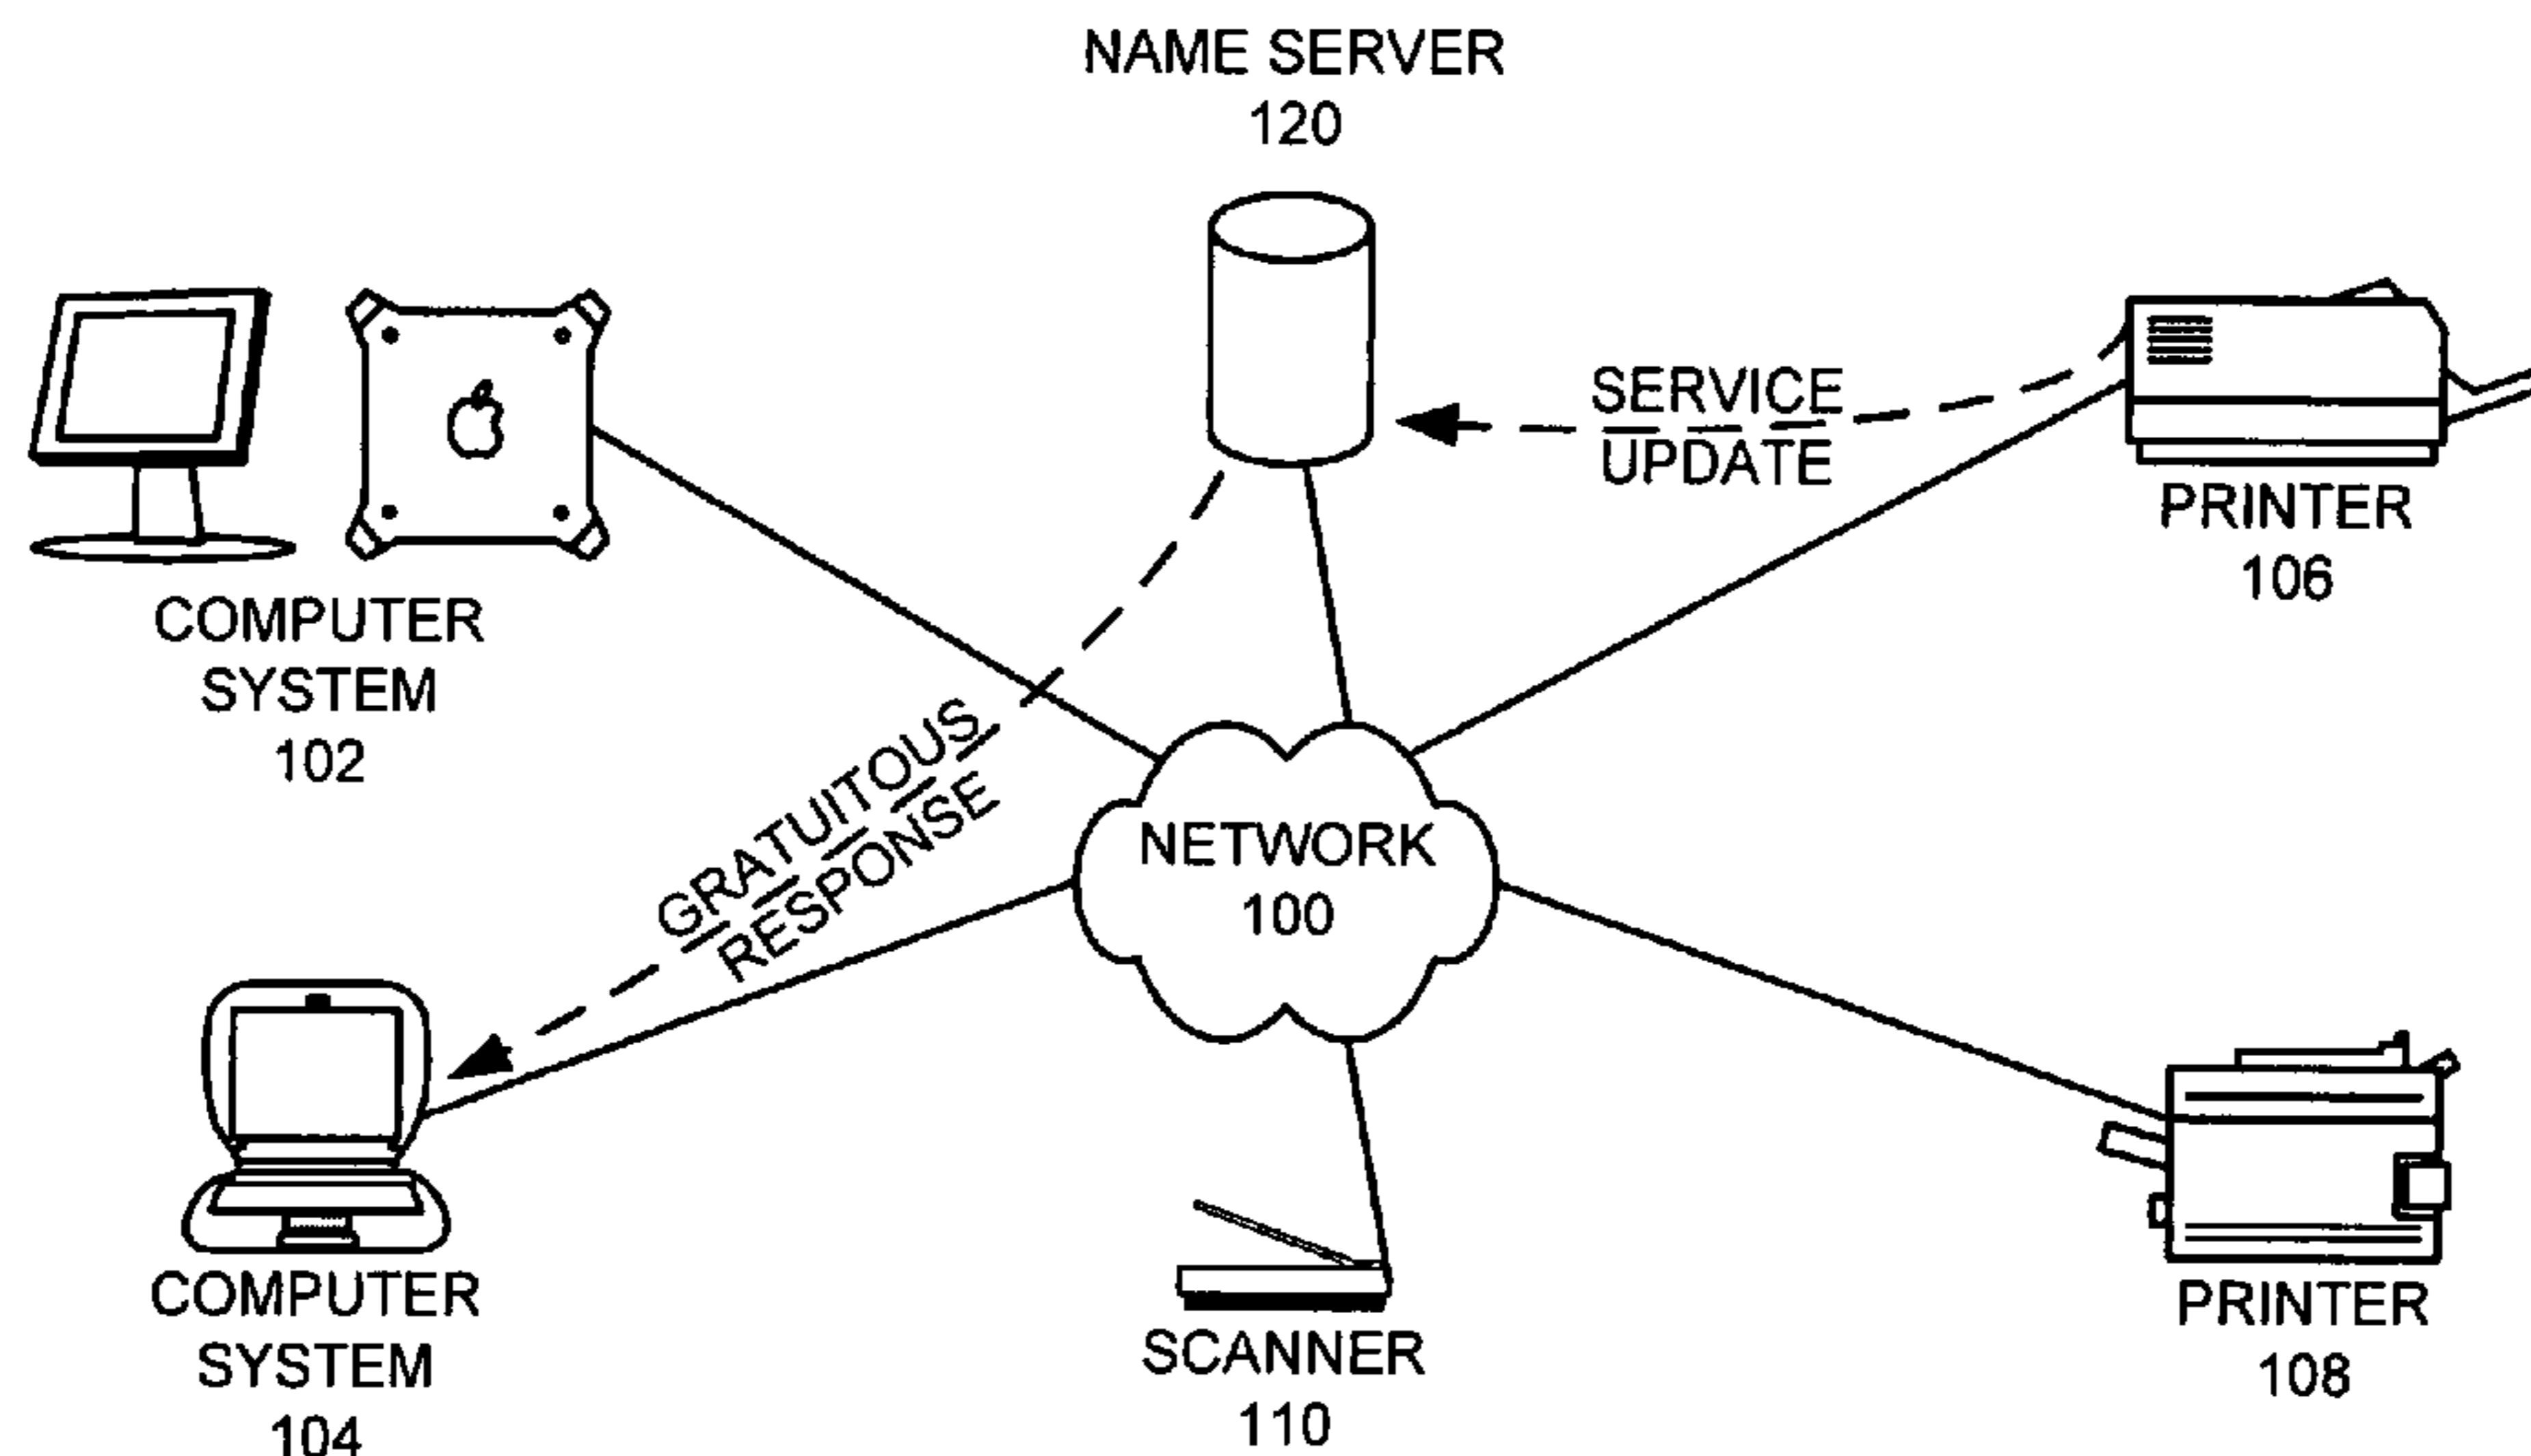 NAME SERVER
120
SERVICE
UPDATE
PRINTER
106
COMPUTER
SYSTEM
102
GRATUITOUS
RESPONSE
NETWORK
100
COMPUTER
SYSTEM
104
SCANNER
110
PRINTER
108